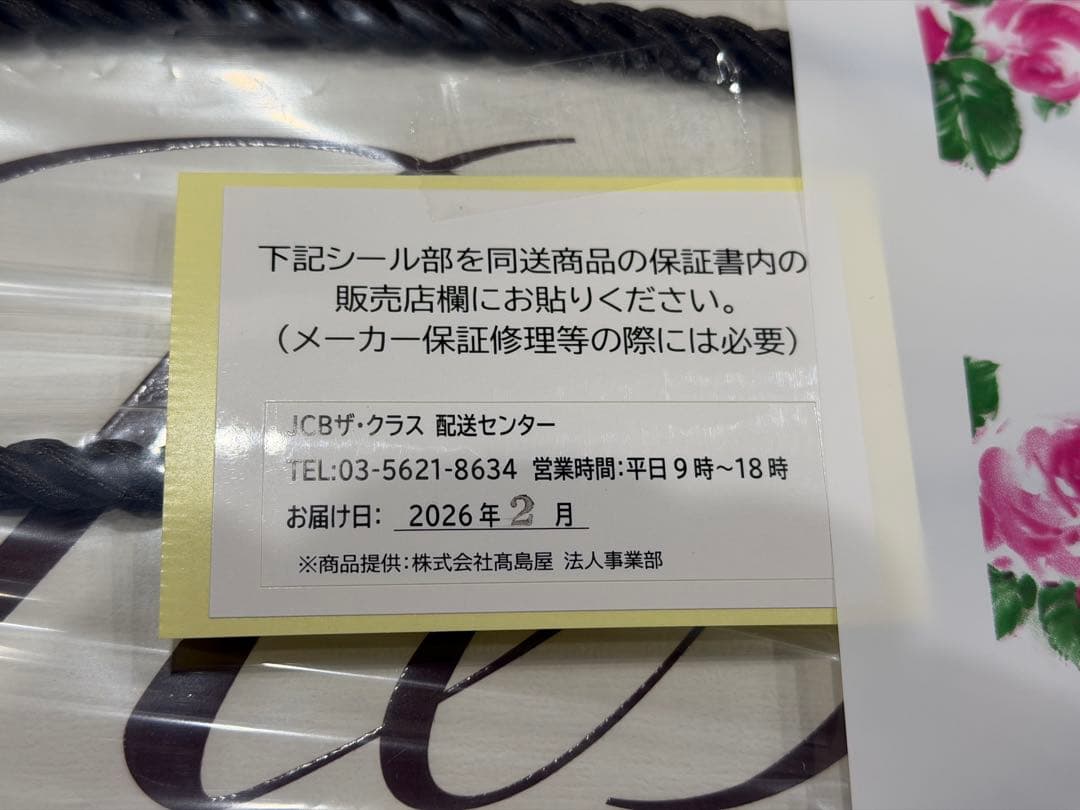 下記シール部を同送商品の保証書内の
販売店欄にお貼りください。
（メーカー保証修理等の際には必要）
JCBザ・クラス 配送センター
TEL:03-5621-8634 営業時間:平日9時～18時
お届け日: 2026年2月
※商品提供:株式会社髙島屋 法人事業部